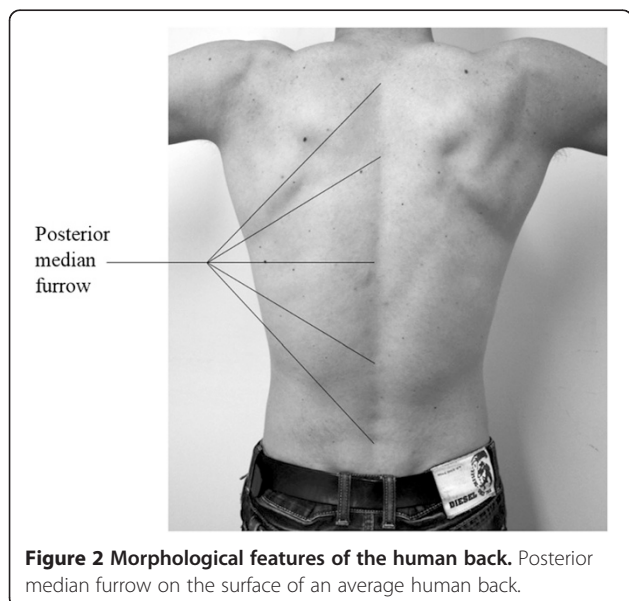 Posterior
median
furrow
DIESEL
Figure 2 Morphological features of the human back. Posterior
median furrow on the surface of an average human back.